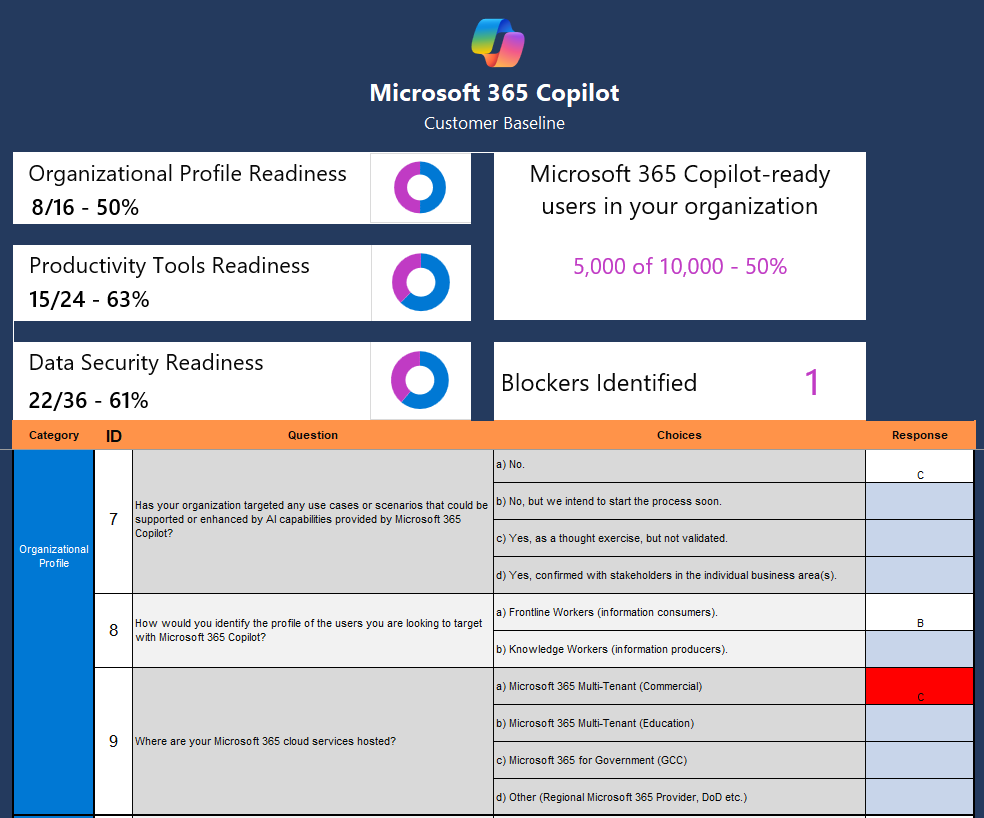 Microsoft 365 Copilot
Customer Baseline
Organizational Profile Readiness
8/16 - 50%
Productivity Tools Readiness
15/24 - 63%
Data Security Readiness
22/36 - 61%
Microsoft 365 Copilot-ready
users in your organization
5,000 of 10,000 - 50%
Blockers Identified 1
Category ID Question Choices Response
Organizational
Profile
7
Has your organization targeted any use cases or scenarios that could be
supported or enhanced by AI capabilities provided by Microsoft 365
Copilot?
a) No.
C
b) No, but we intend to start the process soon.
c) Yes, as a thought exercise, but not validated.
d) Yes, confirmed with stakeholders in the individual business area(s).
8
How would you identify the profile of the users you are looking to target
with Microsoft 365 Copilot?
a) Frontline Workers (information consumers).
B
b) Knowledge Workers (information producers).
9
Where are your Microsoft 365 cloud services hosted?
a) Microsoft 365 Multi-Tenant (Commercial)
C
b) Microsoft 365 Multi-Tenant (Education)
c) Microsoft 365 for Government (GCC)
d) Other (Regional Microsoft 365 Provider, DoD etc.)